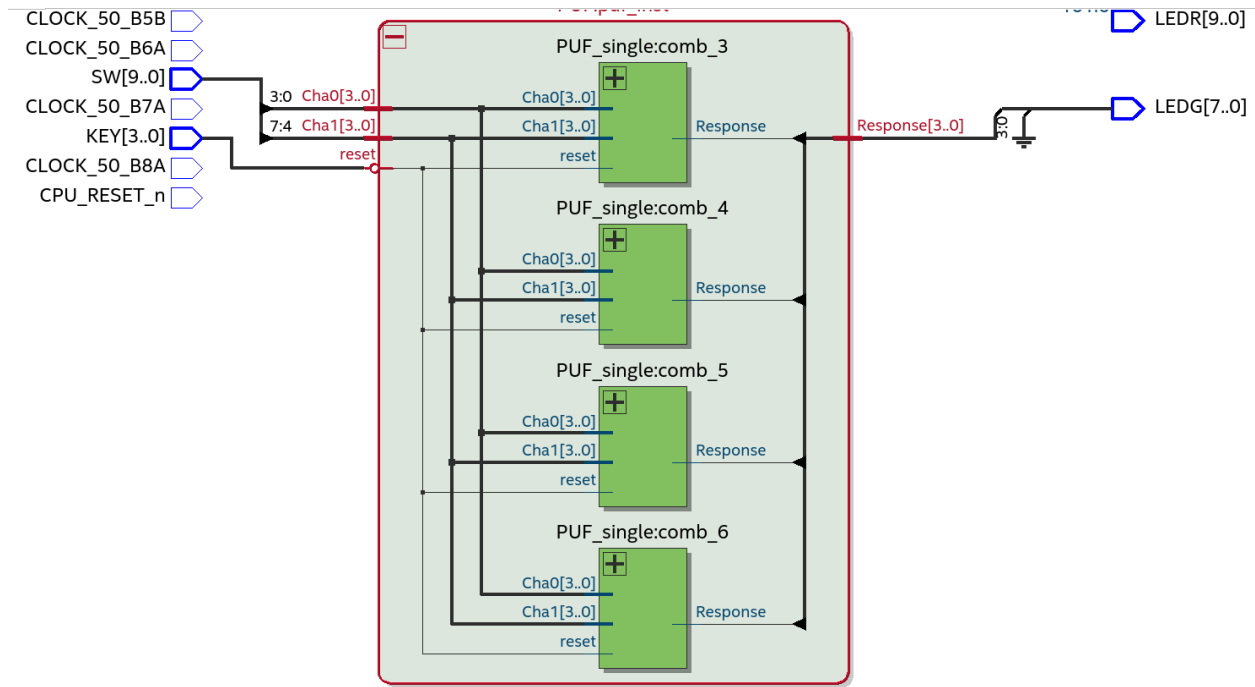 CLOCK_50_B5B
CLOCK_50_B6A
SW[9..0]
CLOCK_50_B7A
KEY[3..0]
CLOCK_50_B8A
CPU_RESET_n
3:0 Cha0[3..0]
7:4 Cha1[3..0]
reset
PUF_single:comb_3
Cha0[3..0]
Cha1[3..0]
reset
Response
PUF_single:comb_4
Cha0[3..0]
Cha1[3..0]
reset
Response
PUF_single:comb_5
Cha0[3..0]
Cha1[3..0]
reset
Response
PUF_single:comb_6
Cha0[3..0]
Cha1[3..0]
reset
Response
Response[3..0]
3:0
LEDR[9..0]
LEDG[7..0]